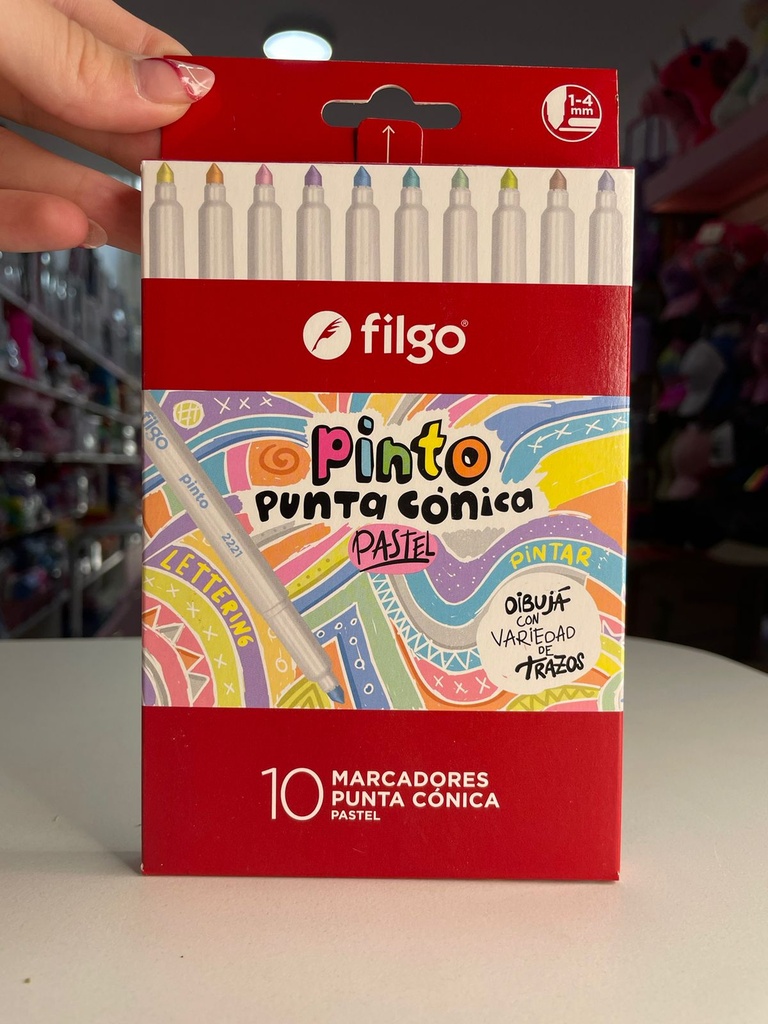 1-4
mm
filgo®
filgo
pinto
2221
pinto
PUNTA CÓNICA
PASTEL
LETTERING
PINTAR
DIBUJÁ
CON
VARIEDAD
DE
TRAZOS
10 MARCADORES
PUNTA CÓNICA
PASTEL